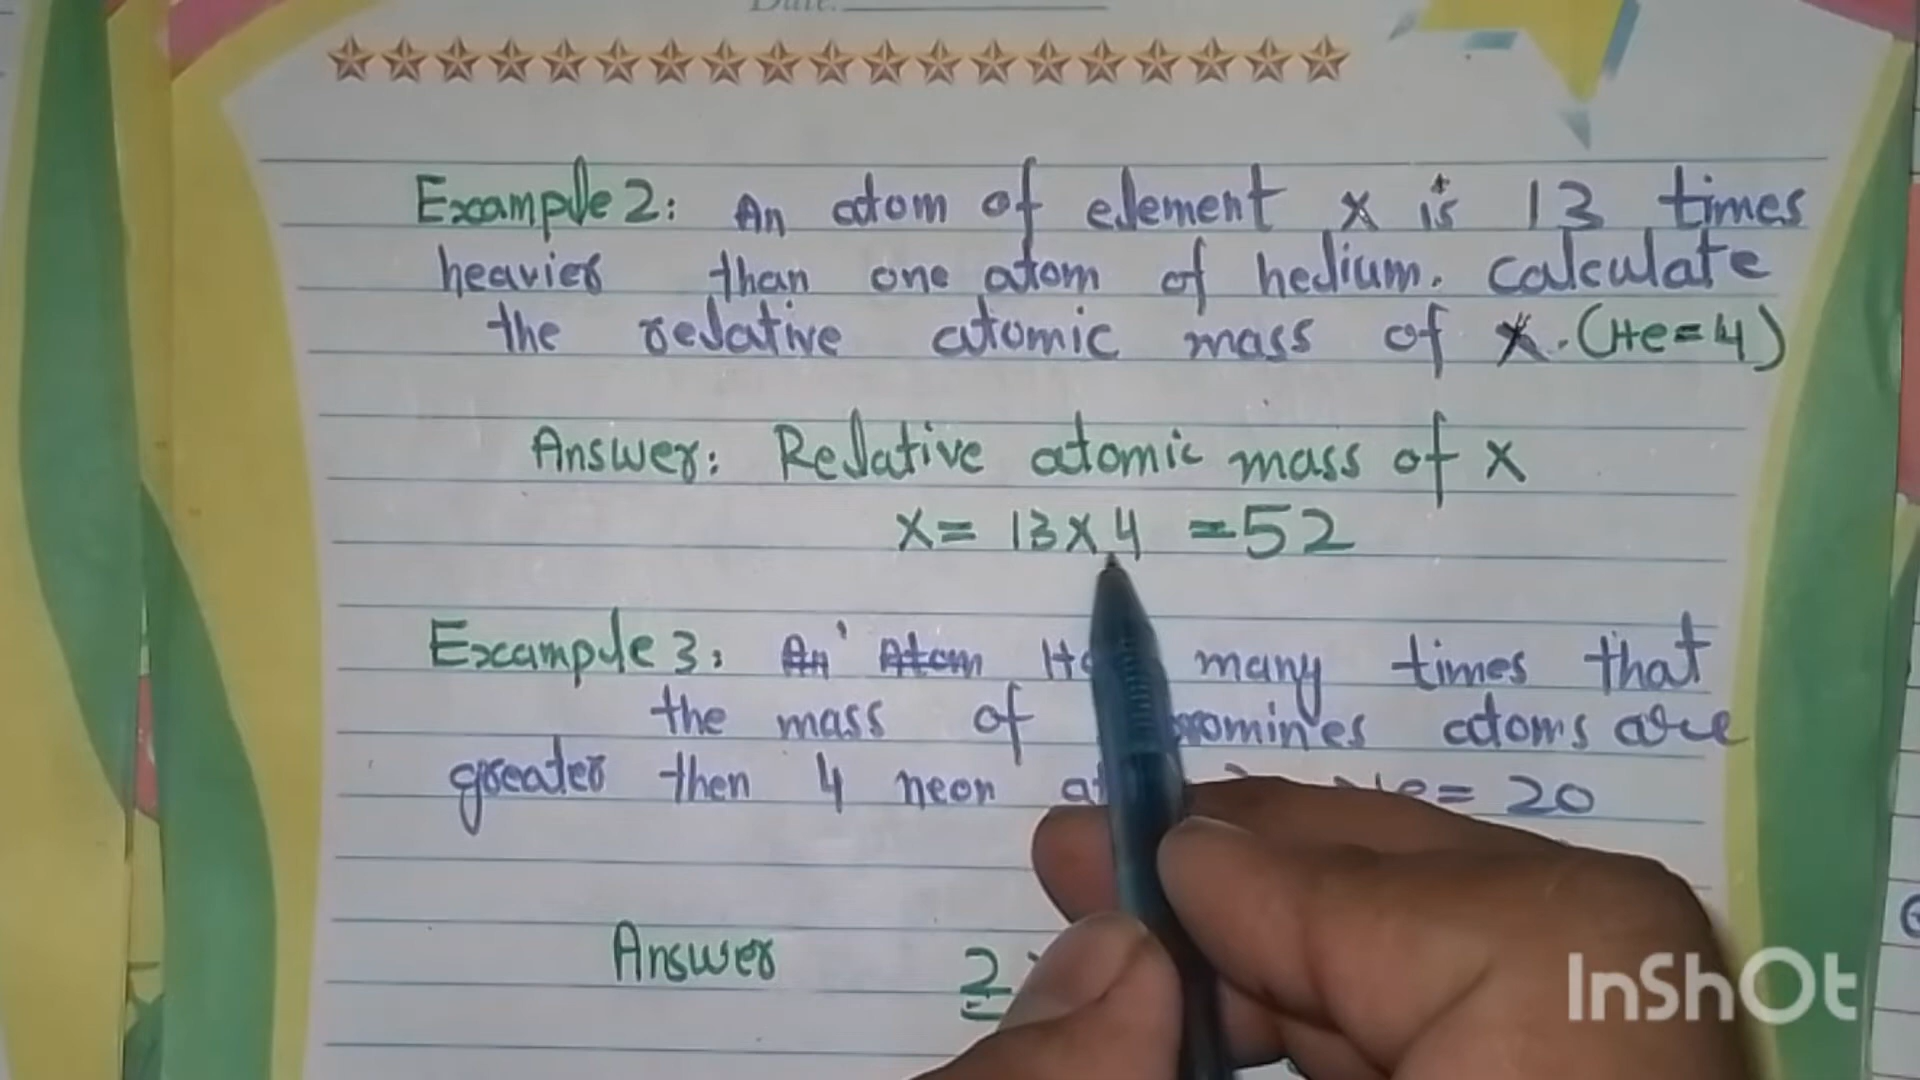 Date:
Example 2: An atom of element x is 13 times
heavier than one atom of helium. calculate
the relative atomic mass of x. (He=4)
Answer: Relative atomic mass of x
x= 13x4 =52
Example 3: An Atom many times that
the mass of atoms are
greater then 4 neon = 20
Answer 2
InShOt